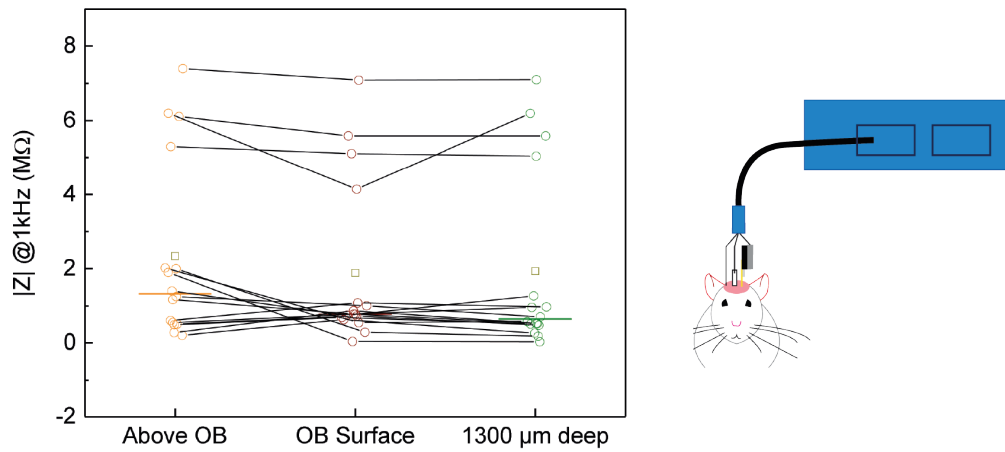 |Z| @1kHz (MΩ)
8
6
4
2
0
-2
Above OB
OB Surface
1300 µm deep